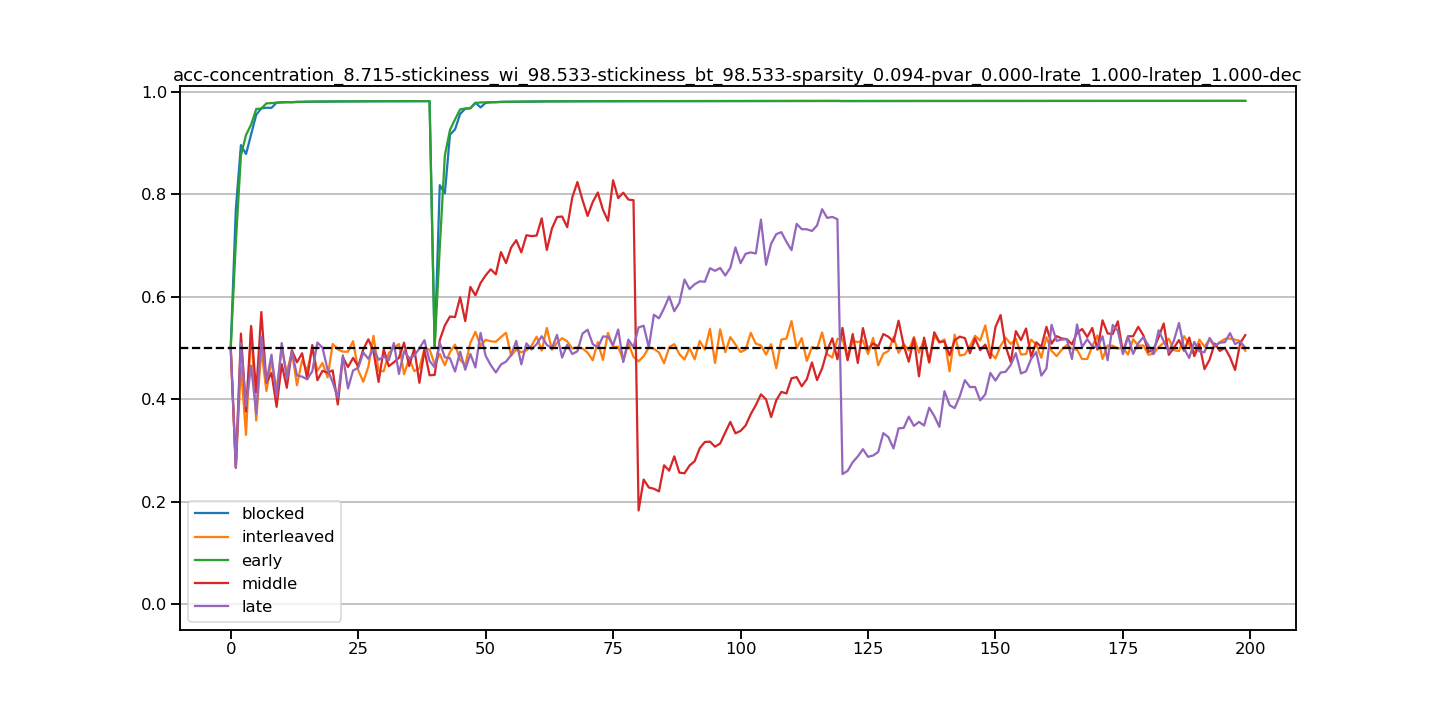 acc-concentration_8.715-stickiness_wi_98.533-stickiness_bt_98.533-sparsity_0.094-pvar_0.000-lrate_1.000-lratep_1.000-dec
1.0
0.8
0.6
0.4
0.2
0.0
blocked
interleaved
early
middle
late
0 25 50 75 100 125 150 175 200